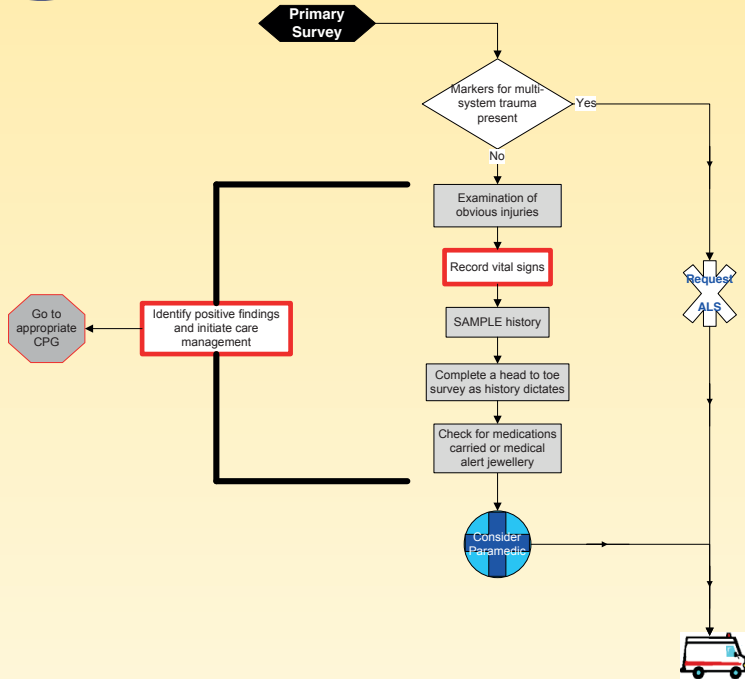 Primary
Survey
Markers for multi-
system trauma
present
Yes
No
Examination of
obvious injuries
Record vital signs
Request
ALS
Go to
appropriate
CPG
Identify positive findings
and initiate care
management
SAMPLE history
Complete a head to toe
survey as history dictates
Check for medications
carried or medical
alert jewellery
Consider
Paramedic